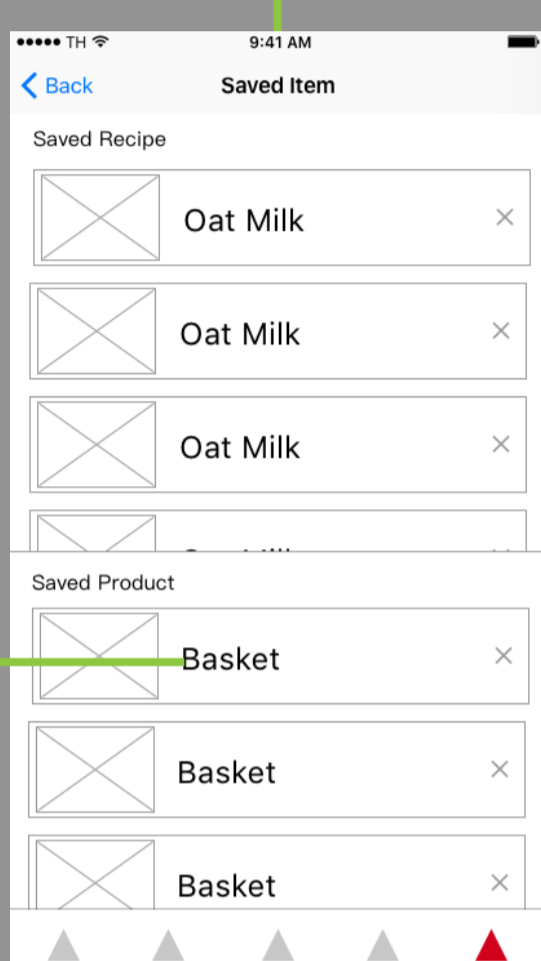 TH 9:41 AM
Back Saved Item
Saved Recipe
Oat Milk
Oat Milk
Oat Milk
Saved Product
Basket
Basket
Basket